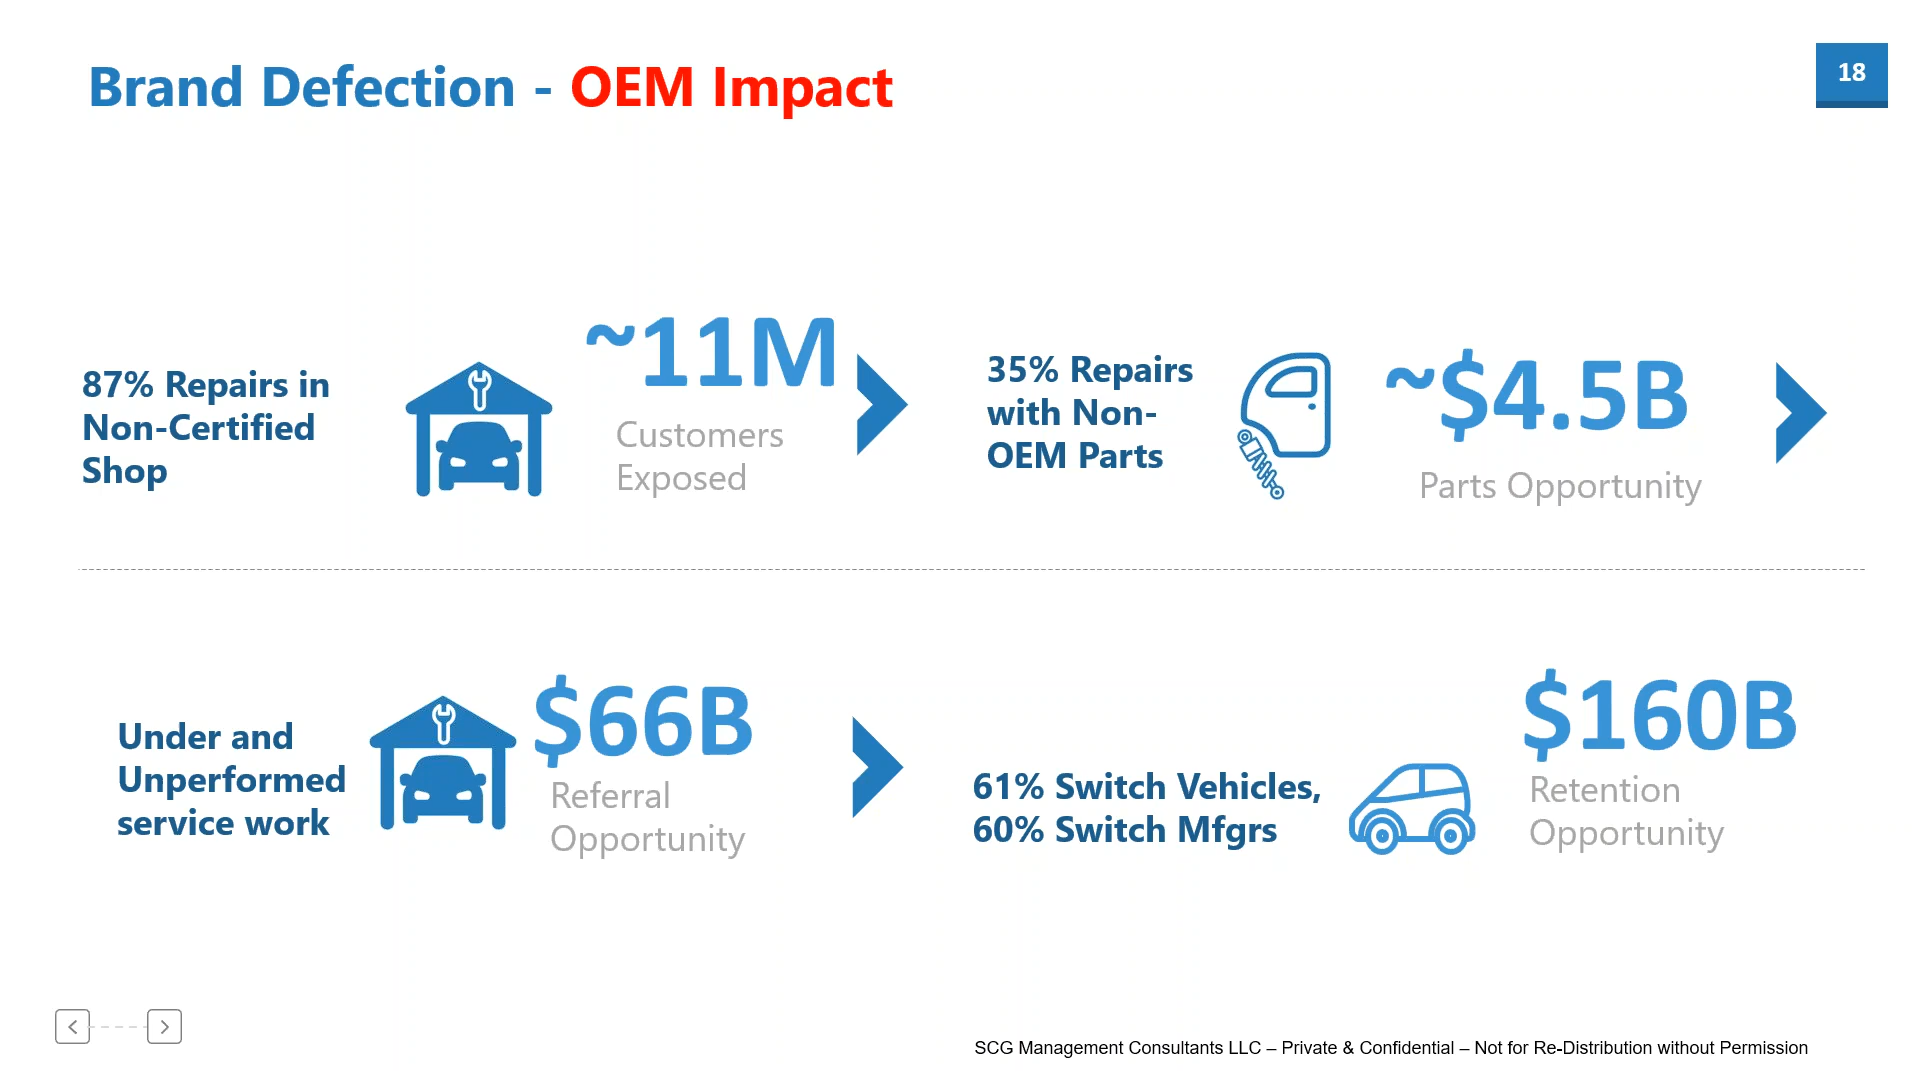 Brand Defection - OEM Impact
18
87% Repairs in
Non-Certified
Shop
~11M
Customers
Exposed
35% Repairs
with Non-
OEM Parts
~$4.5B
Parts Opportunity
Under and
Unperformed
service work
$66B
Referral
Opportunity
61% Switch Vehicles,
60% Switch Mfgrs
$160B
Retention
Opportunity
SCG Management Consultants LLC – Private & Confidential – Not for Re-Distribution without Permission